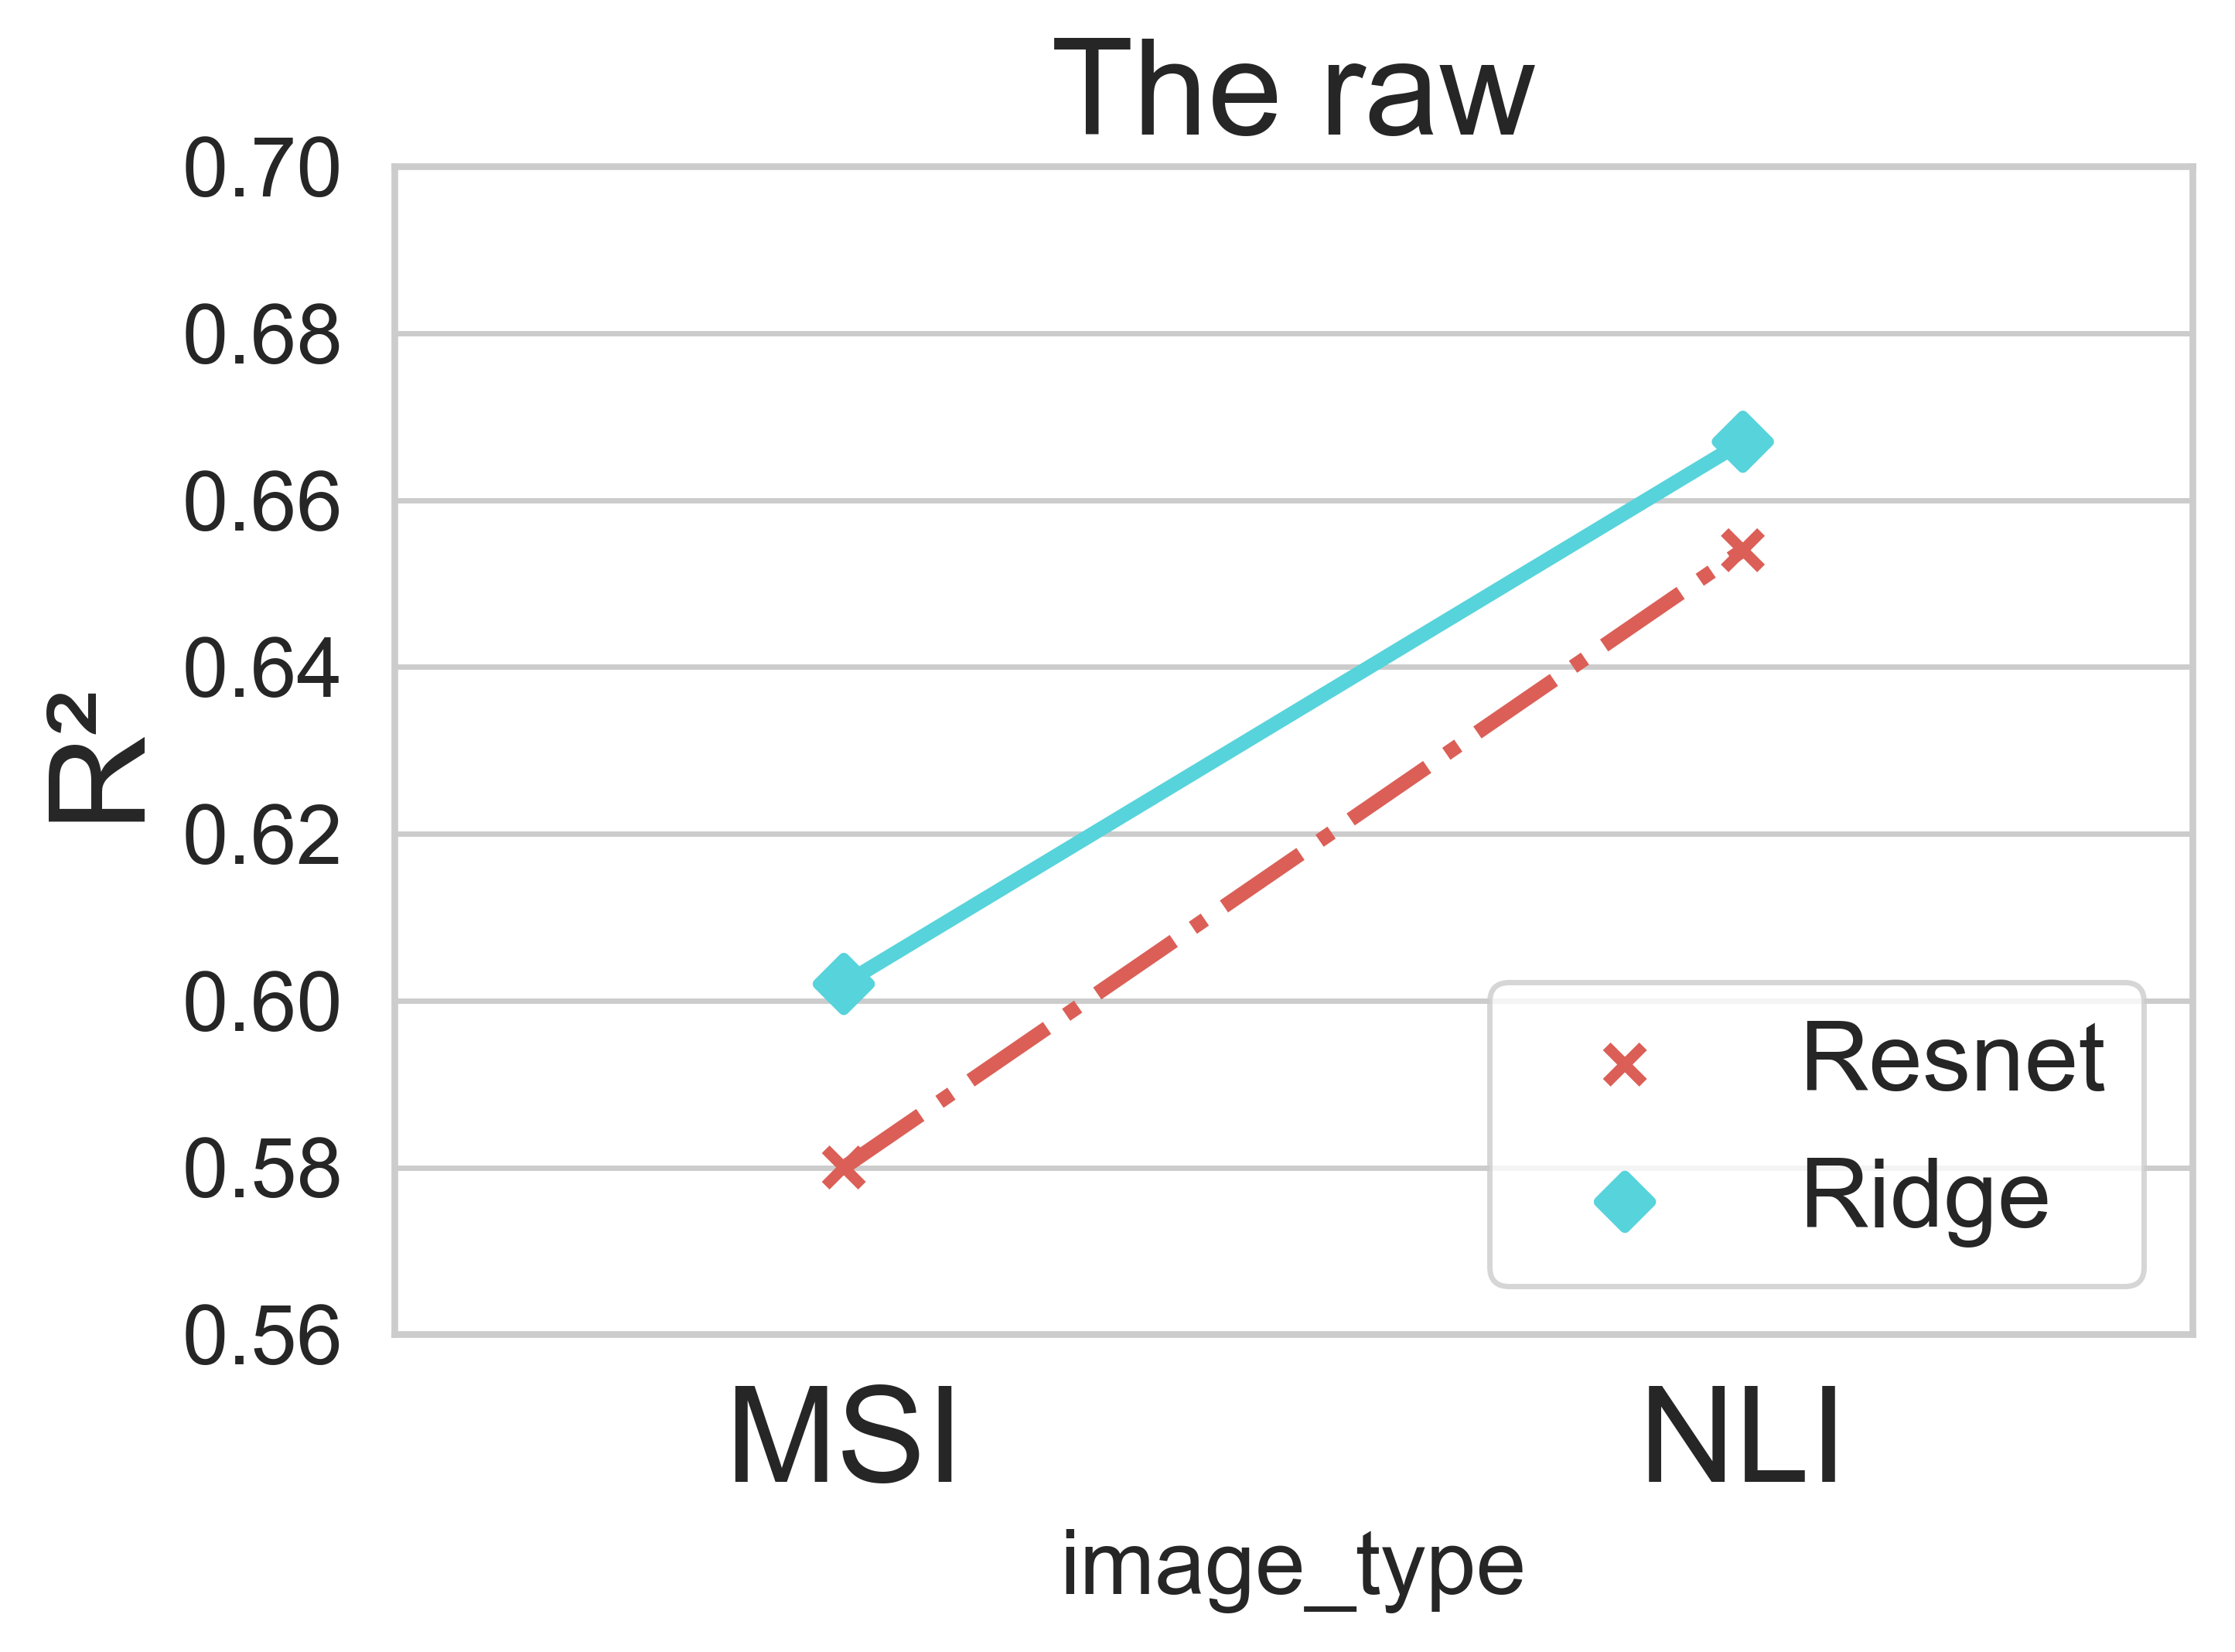 The raw
0.70
0.68
0.66
0.64
0.62
0.60
0.58
0.56
R²
Resnet
Ridge
MSI NLI
image_type